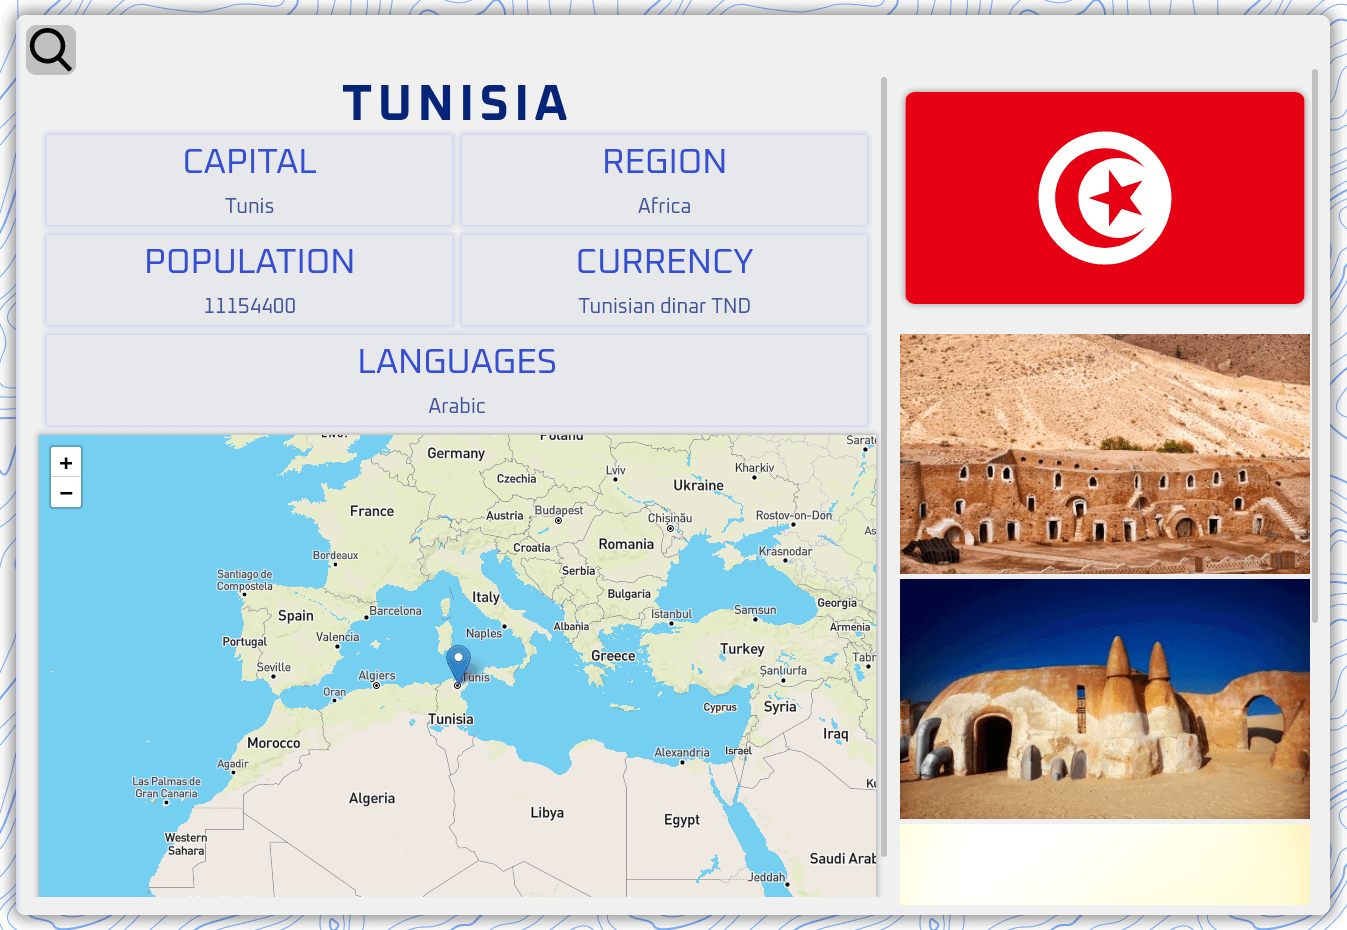 TUNISIA
CAPITAL
Tunis
REGION
Africa
POPULATION
11154400
CURRENCY
Tunisian dinar TND
LANGUAGES
Arabic
+
−
Poland
Germany
Sarat
Lviv
Kharkiv
Czechia
Ukraine
France
Austria
Budapest
Chișinău
Rostov-on-Don
As
Croatia
Romania
Bordeaux
Krasnodar
Serbia
Santiago de
Compostela
Italy
Bulgaria
Georgia
Spain
Barcelona
Istanbul
Samsun
Portugal
Valencia
Naples
Albania
Armenia
Greece
Turkey
Seville
Algiers
Tunis
Şanlıurfa
Tabr
Oran
Cyprus
Syria
Tunisia
Morocco
Iraq
Alexandria
Israel
Agadir
Las Palmas de
Gran Canaria
Ku
Algeria
Libya
Egypt
Western
Sahara
Saudi Arab
Jeddah